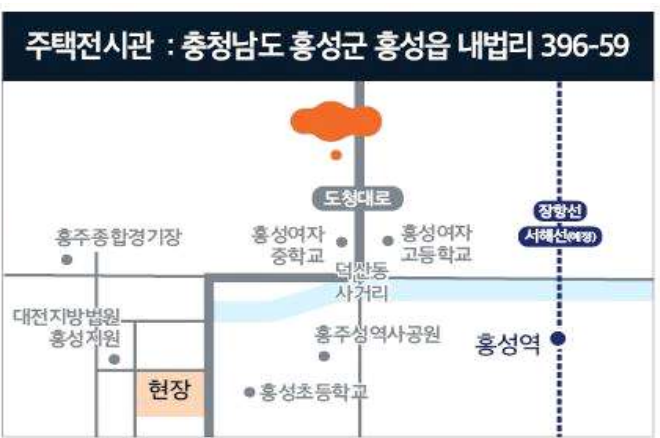 주택전시관 : 충청남도 홍성군 홍성읍 내법리 396-59
도청대로
장항선
서해선(예정)
홍주종합경기장
홍성여자
중학교
홍성여자
고등학교
덕산동
사거리
대전지방법원
홍성지원
홍주성역사공원
홍성역
현장
홍성초등학교